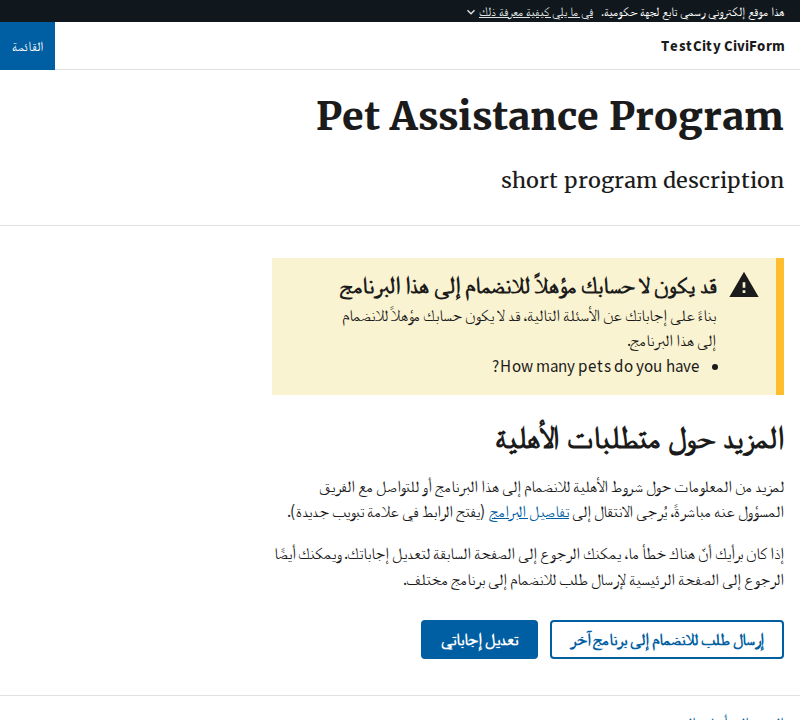 هذا موقع إلكتروني رسمي تابع لجهة حكومية. في ما يلي كيفية معرفة ذلك
TestCity CiviForm
القائمة
Pet Assistance Program
short program description
قد يكون لا حسابك مؤهلاً للانضمام إلى هذا البرنامج
بناءً على إجاباتك عن الأسئلة التالية، قد لا يكون حسابك مؤهلاً للانضمام
إلى هذا البرنامج.
How many pets do you have?
المزيد حول متطلبات الأهلية
لمزيد من المعلومات حول شروط الأهلية للانضمام إلى هذا البرنامج أو للتواصل مع الفريق
المسؤول عنه مباشرةً، يُرجى الانتقال إلى تفاصيل البرامج (يفتح الرابط في علامة تبويب جديدة).
إذا كان برأيك أنّ هناك خطأ ما، يمكنك الرجوع إلى الصفحة السابقة لتعديل إجاباتك. ويمكنك أيضًا
الرجوع إلى الصفحة الرئيسية لإرسال طلب للانضمام إلى برنامج مختلف.
إرسال طلب للانضمام إلى برنامج آخر
تعديل إجاباتي